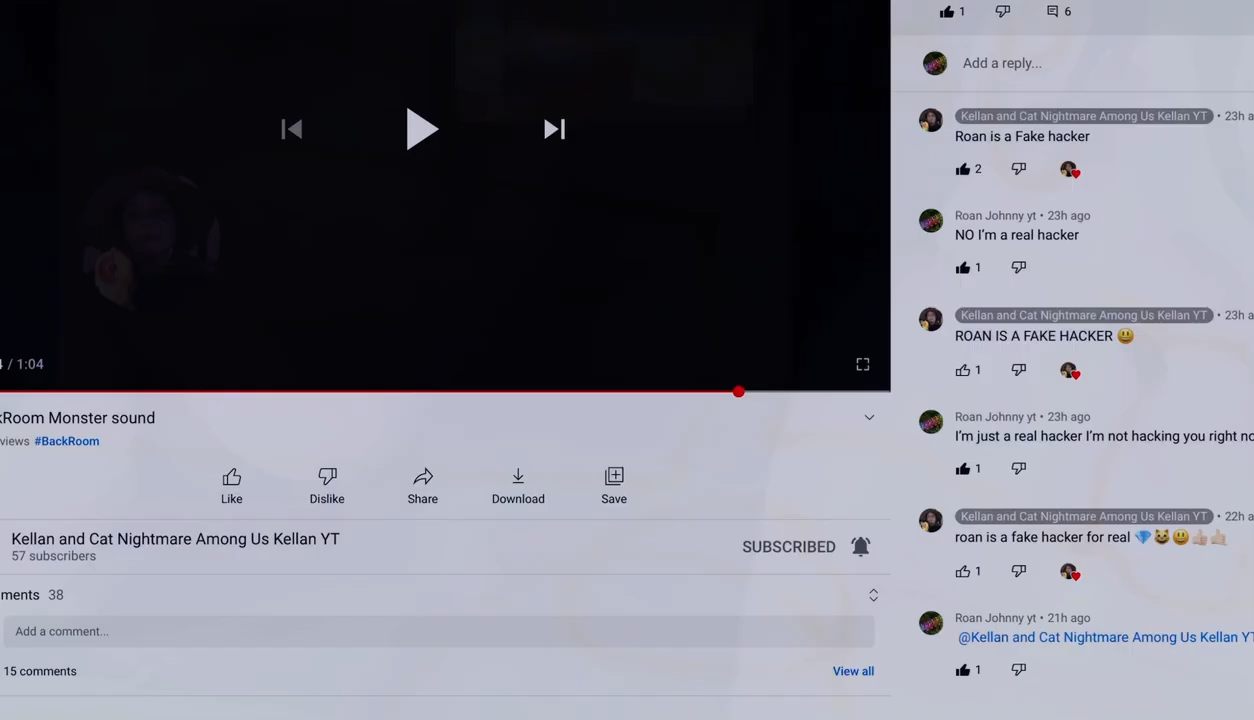 1 6
Add a reply...
Kellan and Cat Nightmare Among Us Kellan YT • 23h a
Roan is a Fake hacker
2
Roan Johnny yt • 23h ago
NO I'm a real hacker
1
Kellan and Cat Nightmare Among Us Kellan YT • 23h a
ROAN IS A FAKE HACKER 😃
1
Roan Johnny yt • 23h ago
I'm just a real hacker I'm not hacking you right no
1
Kellan and Cat Nightmare Among Us Kellan YT • 22h a
roan is a fake hacker for real 💎😺😃👍🏻🤙🏻
1
Roan Johnny yt • 21h ago
@Kellan and Cat Nightmare Among Us Kellan YT
1
/ 1:04
kRoom Monster sound
views #BackRoom
Like Dislike Share Download Save
Kellan and Cat Nightmare Among Us Kellan YT
57 subscribers
SUBSCRIBED
ments 38
Add a comment...
15 comments
View all